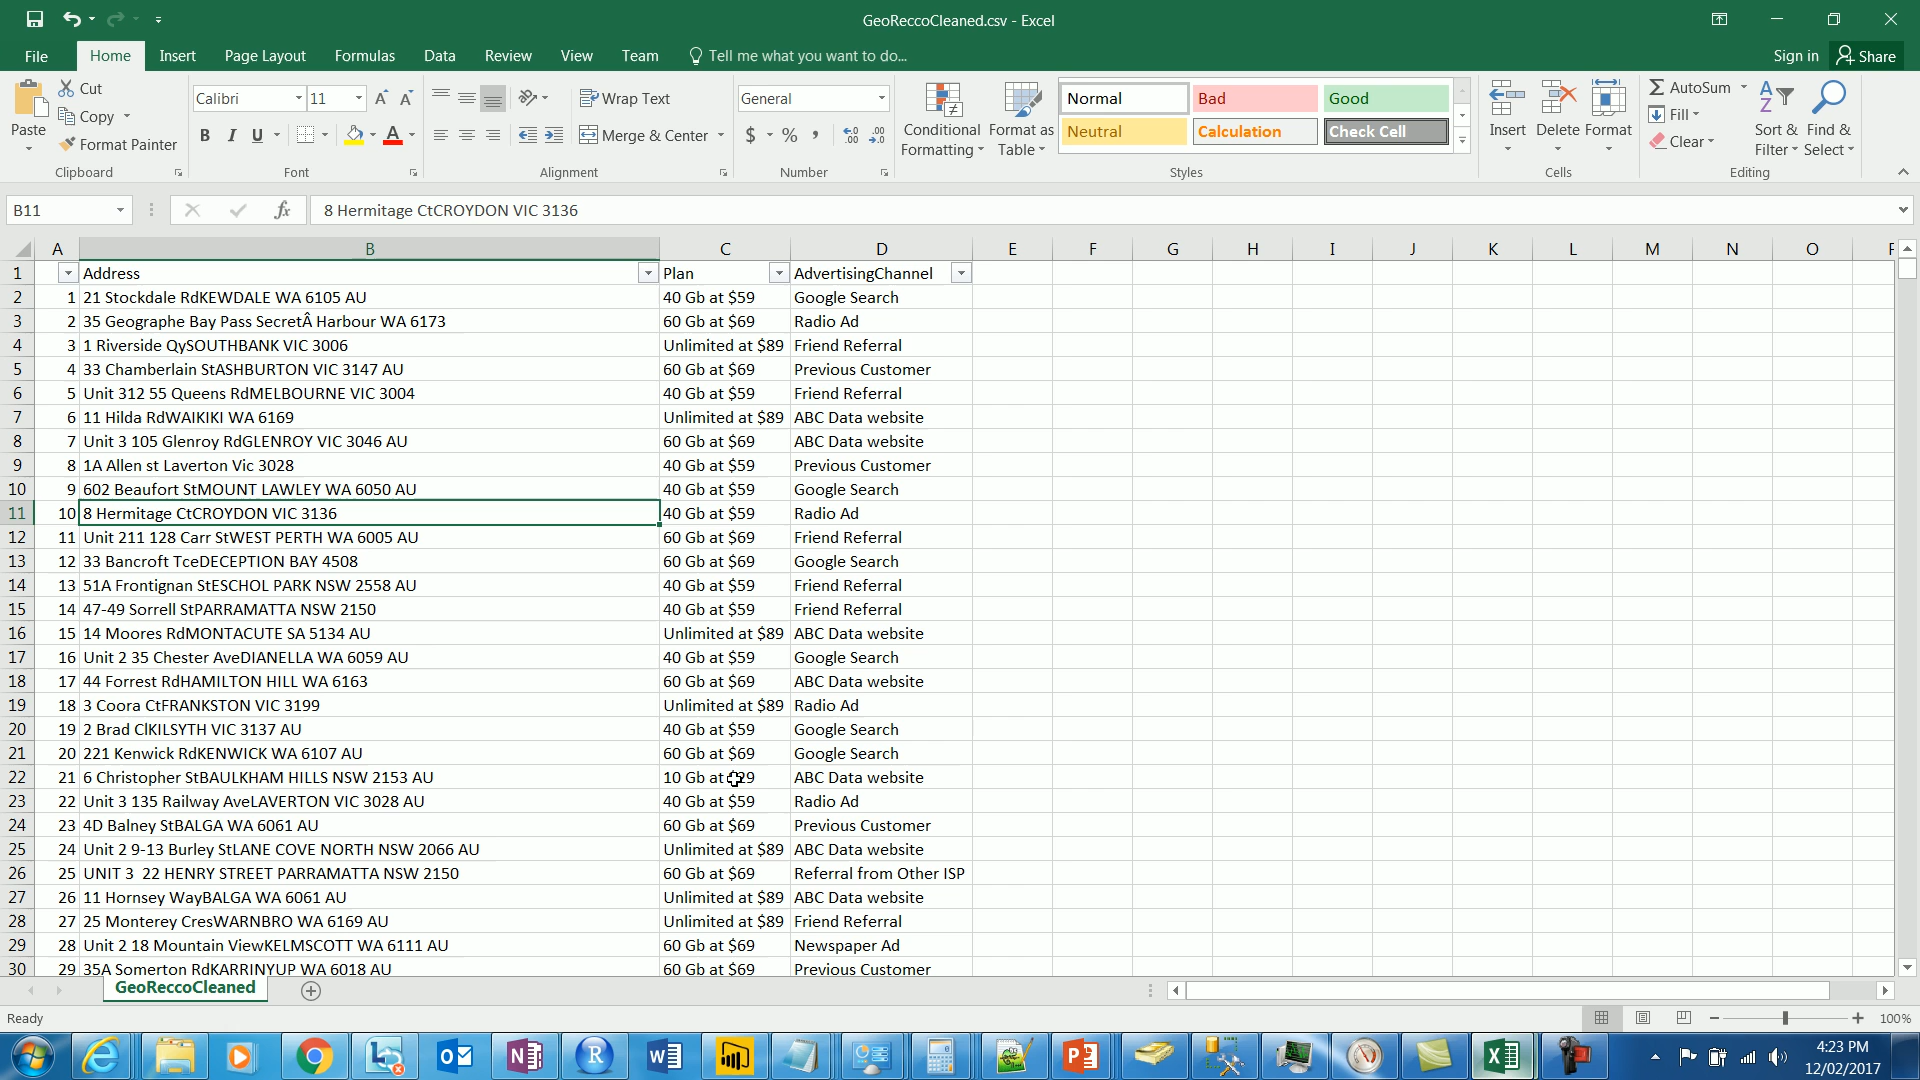 GeoReccoCleaned.csv - Excel
File Home Insert Page Layout Formulas Data Review View Team Tell me what you want to do... Sign in Share
Paste Cut Copy Format Painter Clipboard
Calibri 11 B I U A Font
Wrap Text Merge & Center Alignment
General $ % , Number
Conditional Formatting Format as Table
Normal Bad Good
Neutral Calculation Check Cell
Styles
Insert Delete Format Cells
AutoSum Fill Clear Sort & Filter Find & Select Editing
B11 fx 8 Hermitage CtCROYDON VIC 3136
A B C D E F G H I J K L M N O
1 Address Plan AdvertisingChannel
2 1 21 Stockdale RdKEWDALE WA 6105 AU 40 Gb at $59 Google Search
3 2 35 Geographe Bay Pass SecretÂ Harbour WA 6173 60 Gb at $69 Radio Ad
4 3 1 Riverside QySOUTHBANK VIC 3006 Unlimited at $89 Friend Referral
5 4 33 Chamberlain StASHBURTON VIC 3147 AU 60 Gb at $69 Previous Customer
6 5 Unit 312 55 Queens RdMELBOURNE VIC 3004 40 Gb at $59 Friend Referral
7 6 11 Hilda RdWAIKIKI WA 6169 Unlimited at $89 ABC Data website
8 7 Unit 3 105 Glenroy RdGLENROY VIC 3046 AU 60 Gb at $69 ABC Data website
9 8 1A Allen st Laverton Vic 3028 40 Gb at $59 Previous Customer
10 9 602 Beaufort StMOUNT LAWLEY WA 6050 AU 40 Gb at $59 Google Search
11 10 8 Hermitage CtCROYDON VIC 3136 40 Gb at $59 Radio Ad
12 11 Unit 211 128 Carr StWEST PERTH WA 6005 AU 60 Gb at $69 Friend Referral
13 12 33 Bancroft TceDECEPTION BAY 4508 60 Gb at $69 Google Search
14 13 51A Frontignan StESCHOL PARK NSW 2558 AU 40 Gb at $59 Friend Referral
15 14 47-49 Sorrell StPARRAMATTA NSW 2150 40 Gb at $59 Friend Referral
16 15 14 Moores RdMONTACUTE SA 5134 AU Unlimited at $89 ABC Data website
17 16 Unit 2 35 Chester AveDIANELLA WA 6059 AU 40 Gb at $59 Google Search
18 17 44 Forrest RdHAMILTON HILL WA 6163 60 Gb at $69 ABC Data website
19 18 3 Coora CtFRANKSTON VIC 3199 Unlimited at $89 Radio Ad
20 19 2 Brad ClKILSYTH VIC 3137 AU 40 Gb at $59 Google Search
21 20 221 Kenwick RdKENWICK WA 6107 AU 60 Gb at $69 Google Search
22 21 6 Christopher StBAULKHAM HILLS NSW 2153 AU 10 Gb at ABC Data website
23 22 Unit 3 135 Railway AveLAVERTON VIC 3028 AU 40 Gb at $59 Radio Ad
24 23 4D Balney StBALGA WA 6061 AU 60 Gb at $69 Previous Customer
25 24 Unit 2 9-13 Burley StLANE COVE NORTH NSW 2066 AU Unlimited at $89 ABC Data website
26 25 UNIT 3  22 HENRY STREET PARRAMATTA NSW 2150 60 Gb at $69 Referral from Other ISP
27 26 11 Hornsey WayBALGA WA 6061 AU Unlimited at $89 ABC Data website
28 27 25 Monterey CresWARNBRO WA 6169 AU Unlimited at $89 Friend Referral
29 28 Unit 2 18 Mountain ViewKELMSCOTT WA 6111 AU 60 Gb at $69 Newspaper Ad
30 29 35A Somerton RdKARRINYUP WA 6018 AU 60 Gb at $69 Previous Customer
GeoReccoCleaned
Ready 100%
4:23 PM
12/02/2017